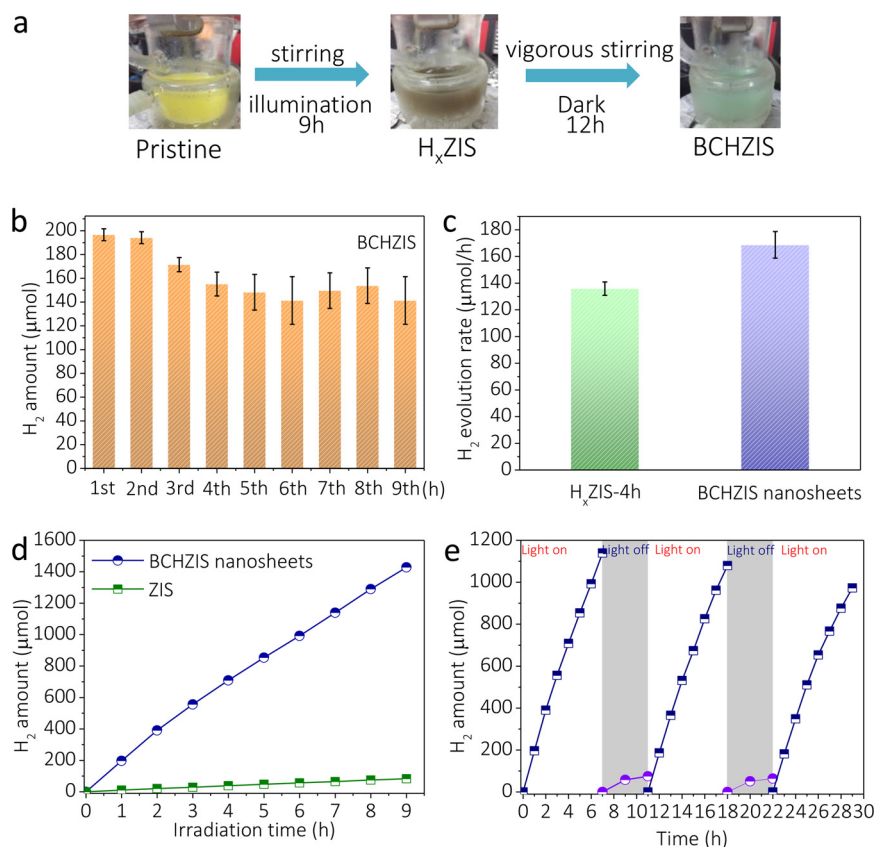 a
stirring
illumination
9h
vigorous stirring
Dark
12h
Pristine
HₓZIS
BCHZIS
b
BCHZIS
H₂ amount (μmol)
200
180
160
140
120
100
80
60
40
20
0
1st 2nd 3rd 4th 5th 6th 7th 8th 9th (h)
c
H₂ evolution rate (μmol/h)
180
160
140
120
100
80
60
40
20
0
HₓZIS-4h BCHZIS nanosheets
d
BCHZIS nanosheets
ZIS
H₂ amount (μmol)
1600
1400
1200
1000
800
600
400
200
0
0 1 2 3 4 5 6 7 8 9
Irradiation time (h)
e
Light on Light off Light on Light off Light on
H₂ amount (μmol)
1200
1000
800
600
400
200
0
0 2 4 6 8 10 12 14 16 18 20 22 24 26 28 30
Time (h)